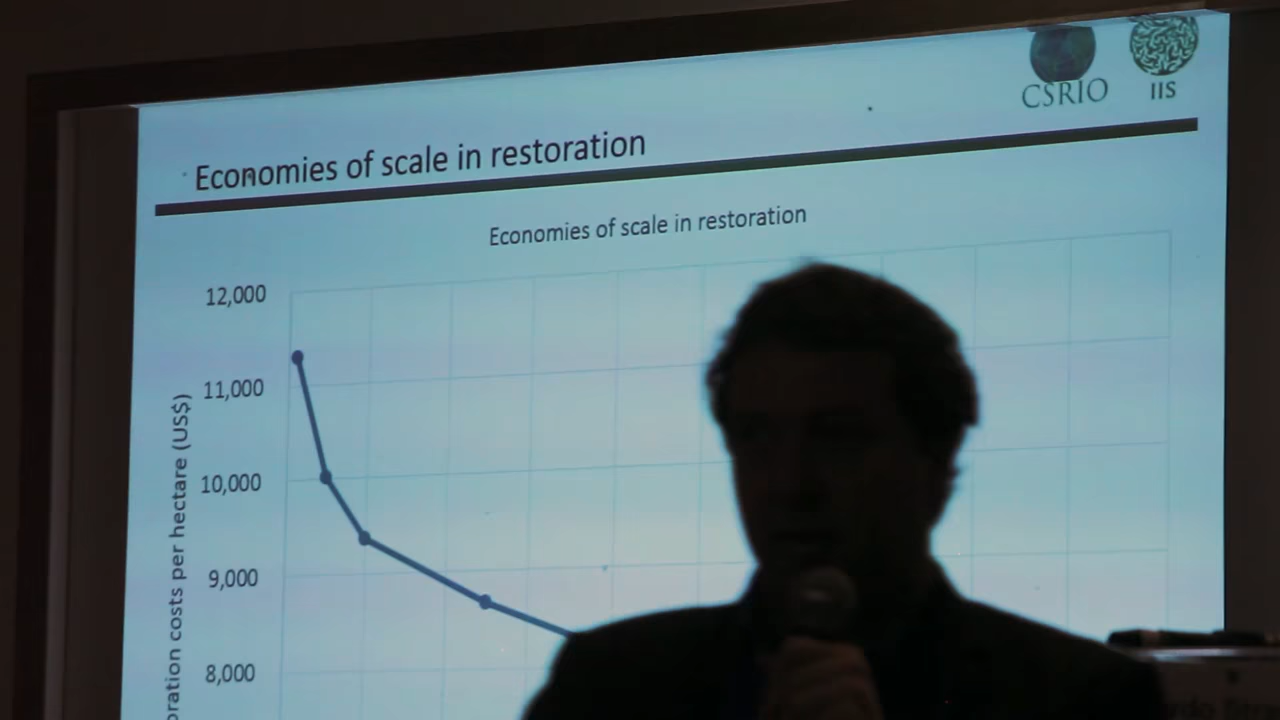 CSRIO
IIS
Economies of scale in restoration
Economies of scale in restoration
12,000
11,000
10,000
9,000
8,000
oration costs per hectare (US$)